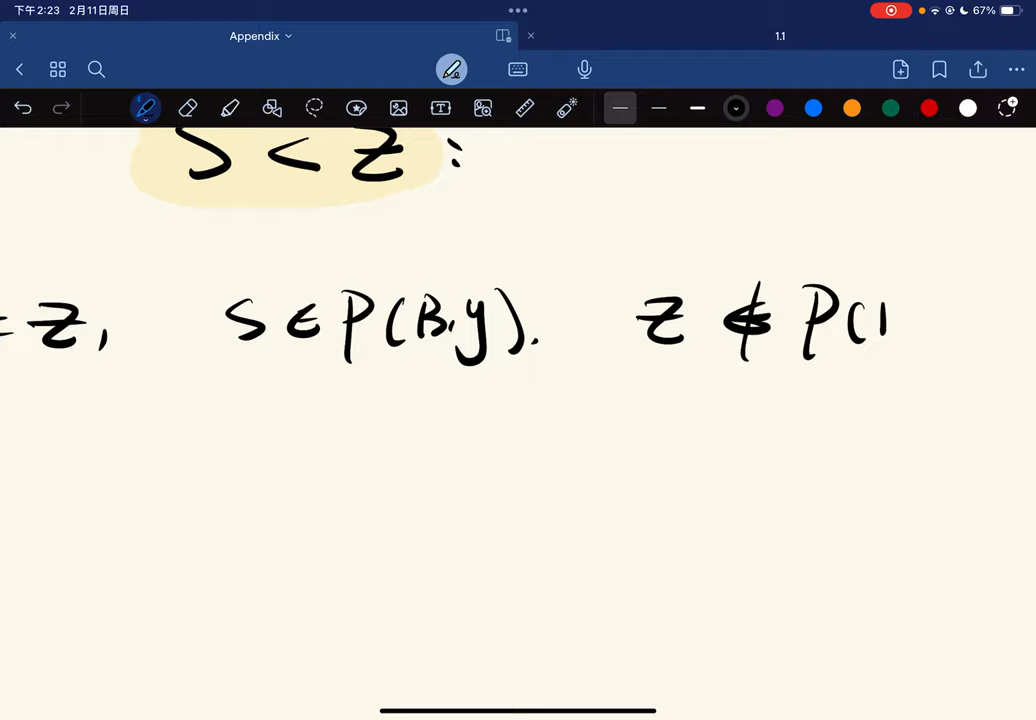 下午2:23 2月11日周日 67%
Appendix 1.1
S < Z :
= Z, S ∈ P(B,y). Z ∉ P(